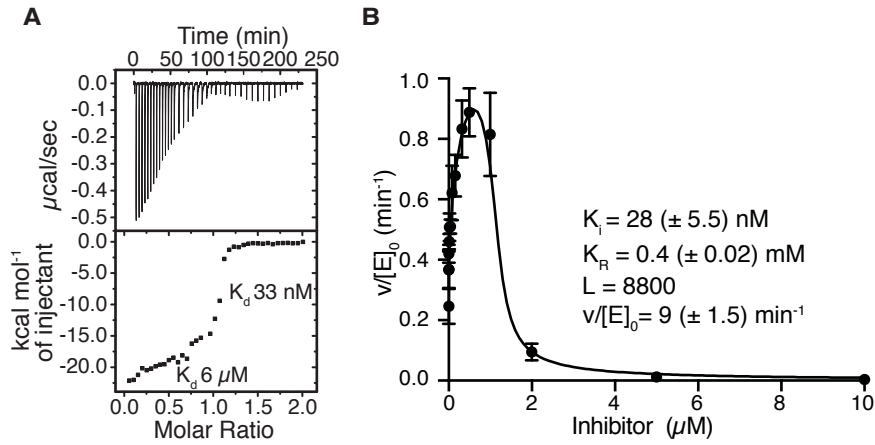 A
Time (min)
0 50 100 150 200 250
0.0
-0.1
-0.2
-0.3
-0.4
-0.5
µcal/sec
0.0
-5.0
-10.0
-15.0
-20.0
kcal mol-1
of injectant
Kd 33 nM
Kd 6 µM
0.0 0.5 1.0 1.5 2.0
Molar Ratio
B
1.0
0.8
0.6
0.4
0.2
0.0
v/[E]0 (min-1)
Ki = 28 (± 5.5) nM
KR = 0.4 (± 0.02) mM
L = 8800
v/[E]0 = 9 (± 1.5) min-1
0 2 4 6 8 10
Inhibitor (µM)